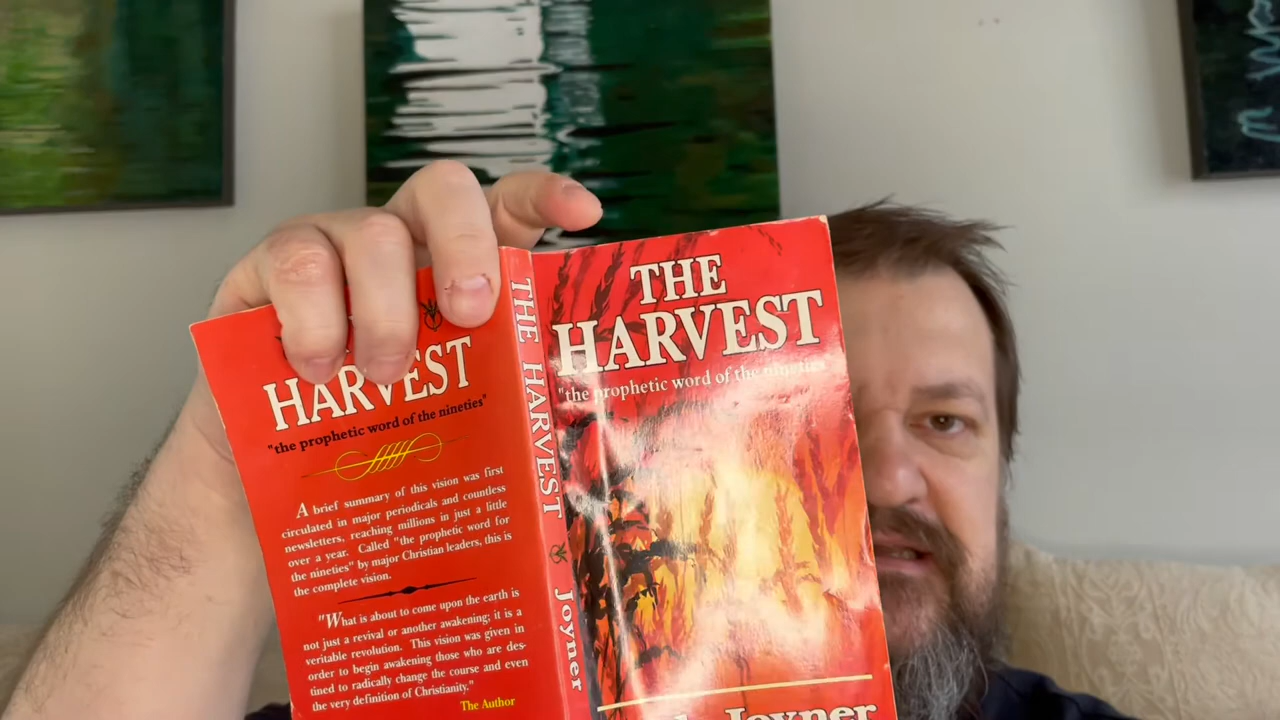 HARVEST
"the prophetic word of the nineties"
A brief summary of this vision was first
circulated in major periodicals and countless
newsletters, reaching millions in just a little
over a year. Called "the prophetic word for
the nineties" by major Christian leaders, this is
the complete vision.
"What is about to come upon the earth is
not just a revival or another awakening; it is a
veritable revolution. This vision was given in
order to begin awakening those who are des-
tined to radically change the course and even
the very definition of Christianity."
The Author
THE HARVEST Joyner
THE
HARVEST
"the prophetic word of the nineties
Joyner